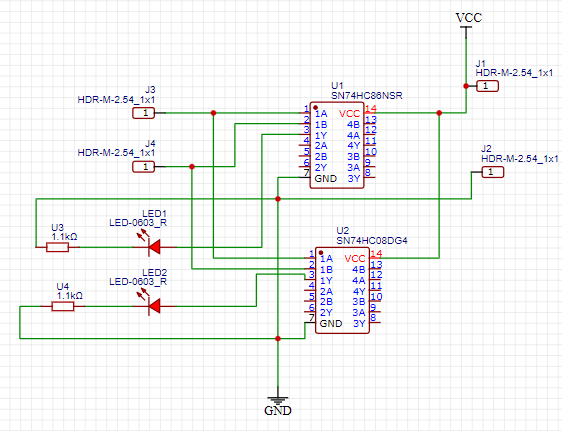 VCC
J1
HDR-M-2.54_1x1
1
J3
HDR-M-2.54_1x1
1
U1
SN74HC86NSR
1 1A VCC 14
2 1B 4B 13
3 1Y 4A 12
4 2A 4Y 11
5 2B 3B 10
6 2Y 3A 9
7 GND 3Y 8
J4
HDR-M-2.54_1x1
1
J2
HDR-M-2.54_1x1
1
LED1
LED-0603_R
U3
1.1kΩ
U2
SN74HC08DG4
1 1A VCC 14
2 1B 4B 13
3 1Y 4A 12
4 2A 4Y 11
5 2B 3B 10
6 2Y 3A 9
7 GND 3Y 8
LED2
LED-0603_R
U4
1.1kΩ
GND